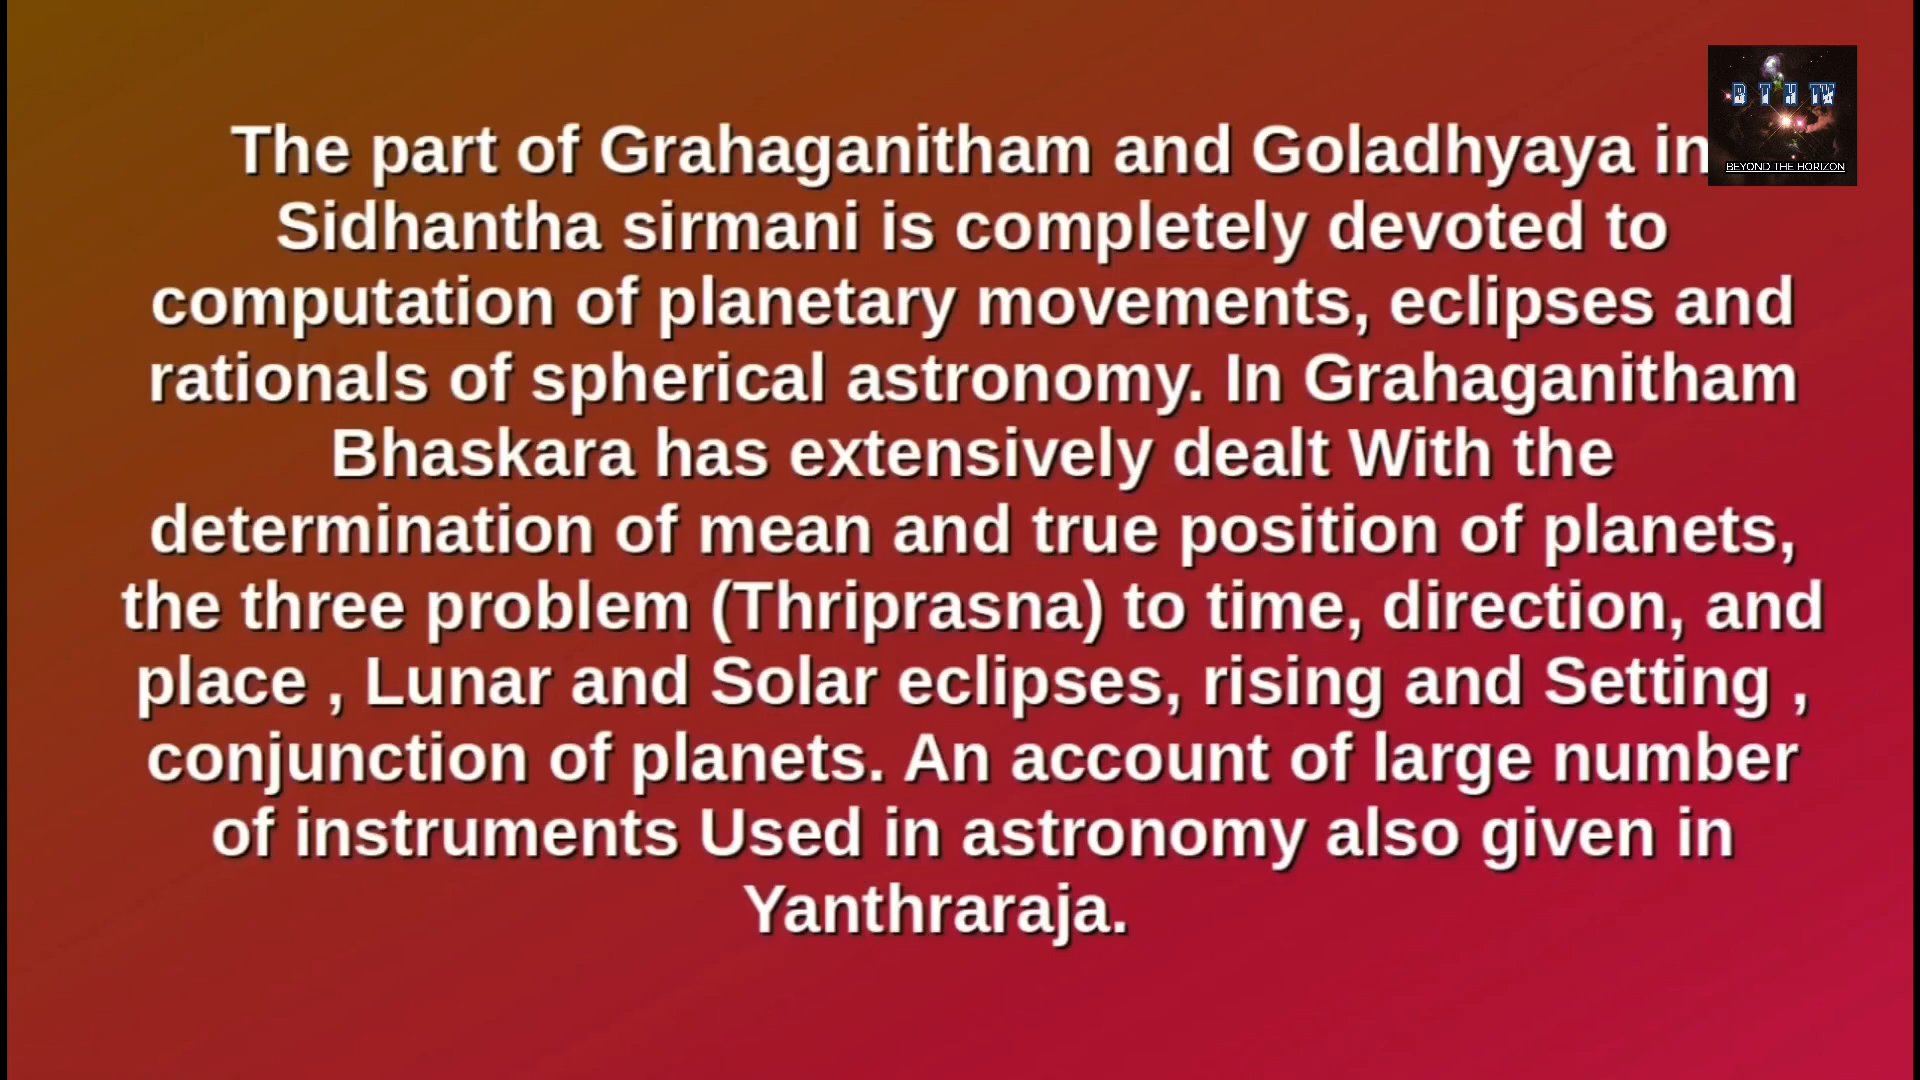 The part of Grahaganitham and Goladhyaya in
Sidhantha sirmani is completely devoted to
computation of planetary movements, eclipses and
rationals of spherical astronomy. In Grahaganitham
Bhaskara has extensively dealt With the
determination of mean and true position of planets,
the three problem (Thriprasna) to time, direction, and
place , Lunar and Solar eclipses, rising and Setting ,
conjunction of planets. An account of large number
of instruments Used in astronomy also given in
Yanthraraja.
B T H TV
BEYOND THE HORIZON